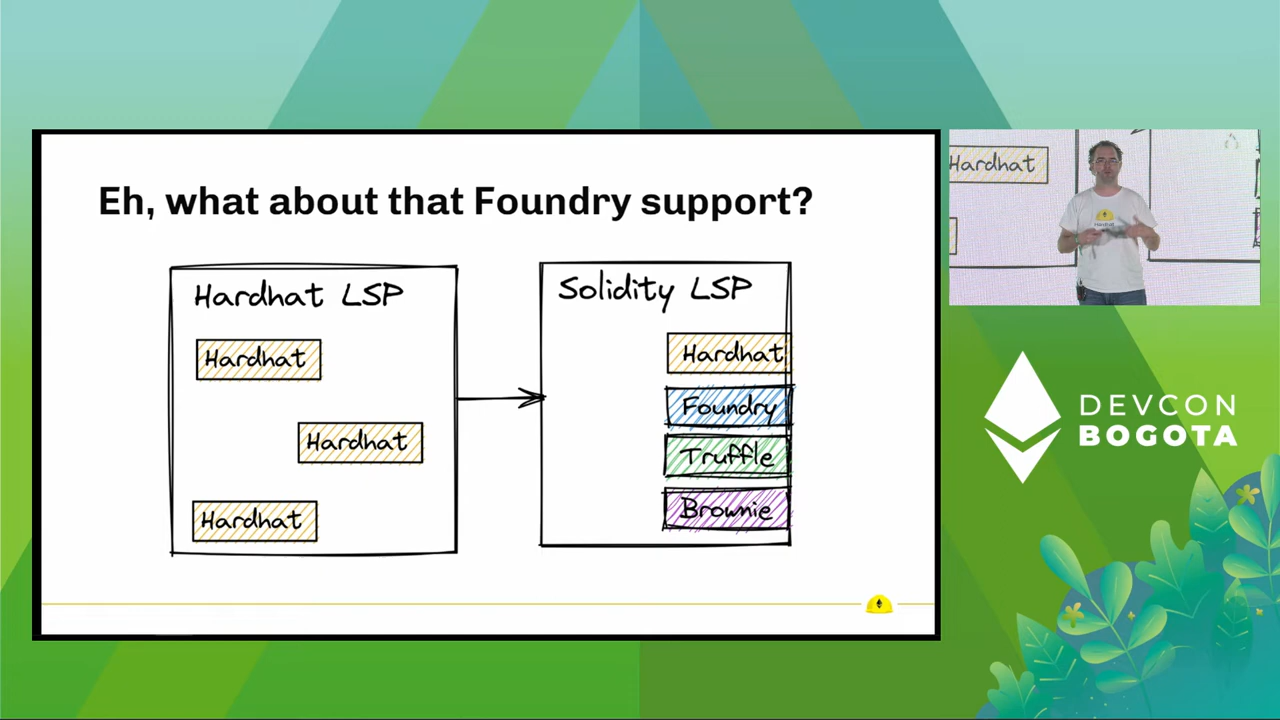 Eh, what about that Foundry support?
Hardhat LSP
Hardhat
Hardhat
Hardhat
Solidity LSP
Hardhat
Foundry
Truffle
Brownie
Hardhat
Hardhat
DEVCON
BOGOTA